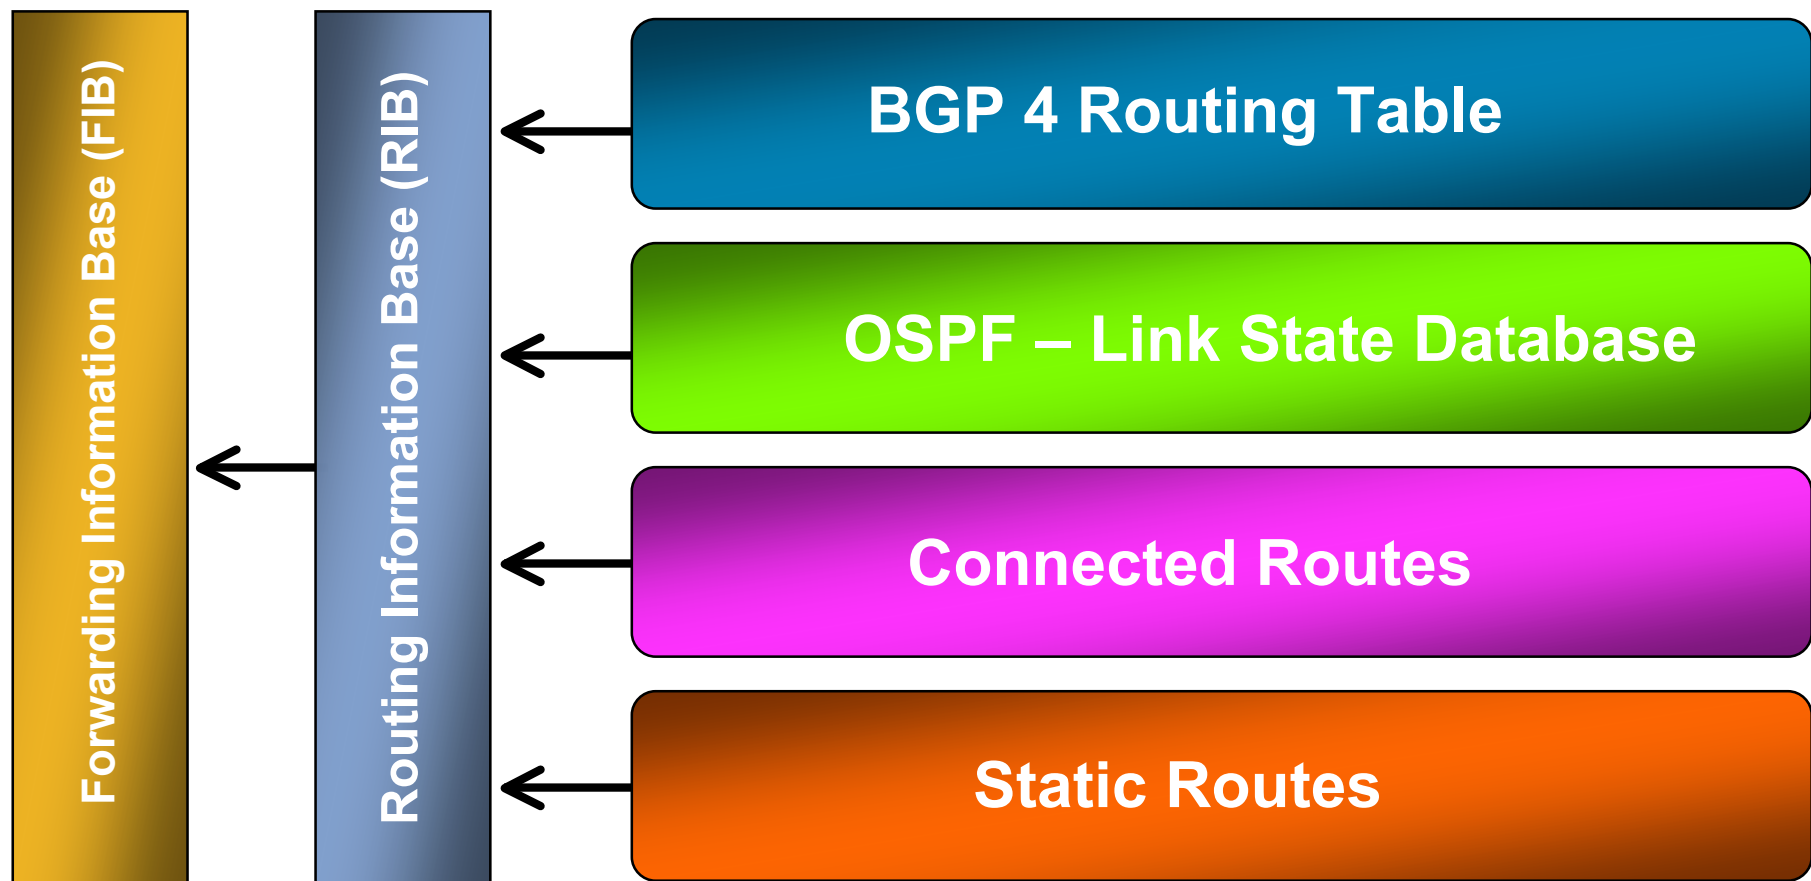 Forwarding Information Base (FIB)
Routing Information Base (RIB)
BGP 4 Routing Table
OSPF – Link State Database
Connected Routes
Static Routes